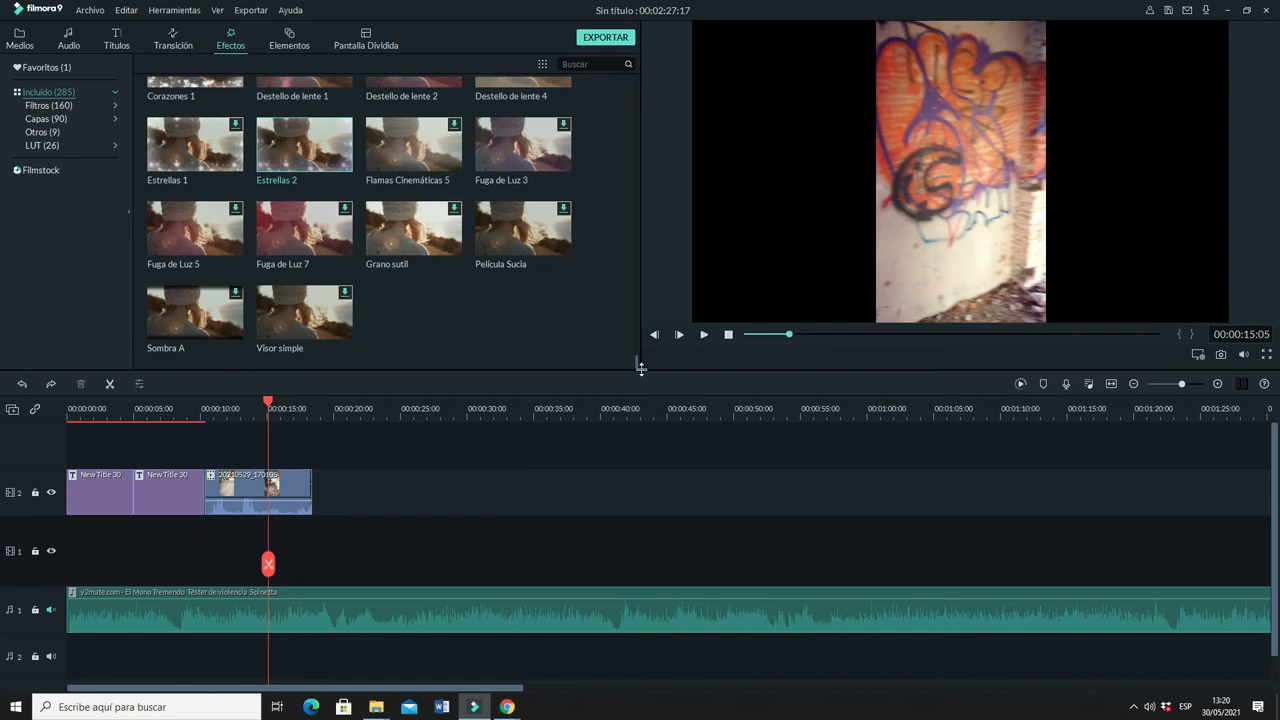 filmora9 Archivo Editar Herramientas Ver Exportar Ayuda Sin título : 00:02:27:17
Medios Audio Títulos Transición Efectos Elementos Pantalla Dividida EXPORTAR
Favoritos (1)
Incluido (285)
Filtros (160)
Capas (90)
Otros (9)
LUT (26)
Filmstock
Buscar
Corazones 1 Destello de lente 1 Destello de lente 2 Destello de lente 4
Estrellas 1 Estrellas 2 Flamas Cinemáticas 5 Fuga de Luz 3
Fuga de Luz 5 Fuga de Luz 7 Grano sutil Película Sucia
Sombra A Visor simple
00:00:15:05
00:00:00:00 00:00:05:00 00:00:10:00 00:00:15:00 00:00:20:00 00:00:25:00 00:00:30:00 00:00:35:00 00:00:40:00 00:00:45:00 00:00:50:00 00:00:55:00 00:01:00:00 00:01:05:00 00:01:10:00 00:01:15:00 00:01:20:00 00:01:25:00 0
2 New Title 30 New Title 30 20210529_170105
1
1 y2mate.com - El Mono Tremendo Téster de violencia Spinetta
2
Escribe aquí para buscar
ESP
13:20
30/05/2021